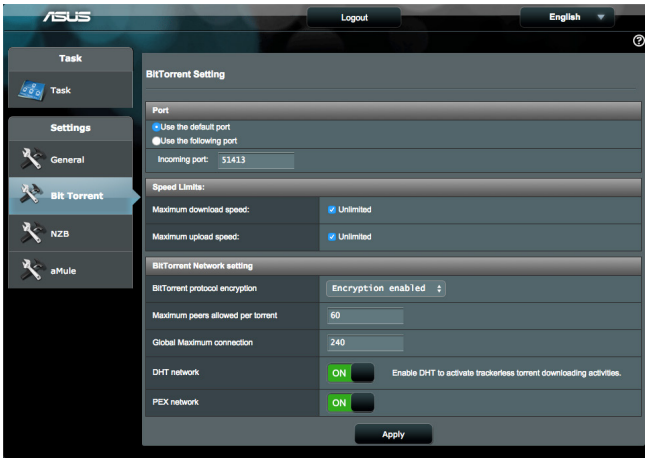 ASUS
Logout
English
?
Task
Task
Settings
General
Bit Torrent
NZB
aMule
BitTorrent Setting
Port
Use the default port
Use the following port
Incoming port: 51413
Speed Limits:
Maximum download speed: Unlimited
Maximum upload speed: Unlimited
BitTorrent Network setting
BitTorrent protocol encryption Encryption enabled
Maximum peers allowed per torrent 60
Global Maximum connection 240
DHT network ON Enable DHT to activate trackerless torrent downloading activities.
PEX network ON
Apply